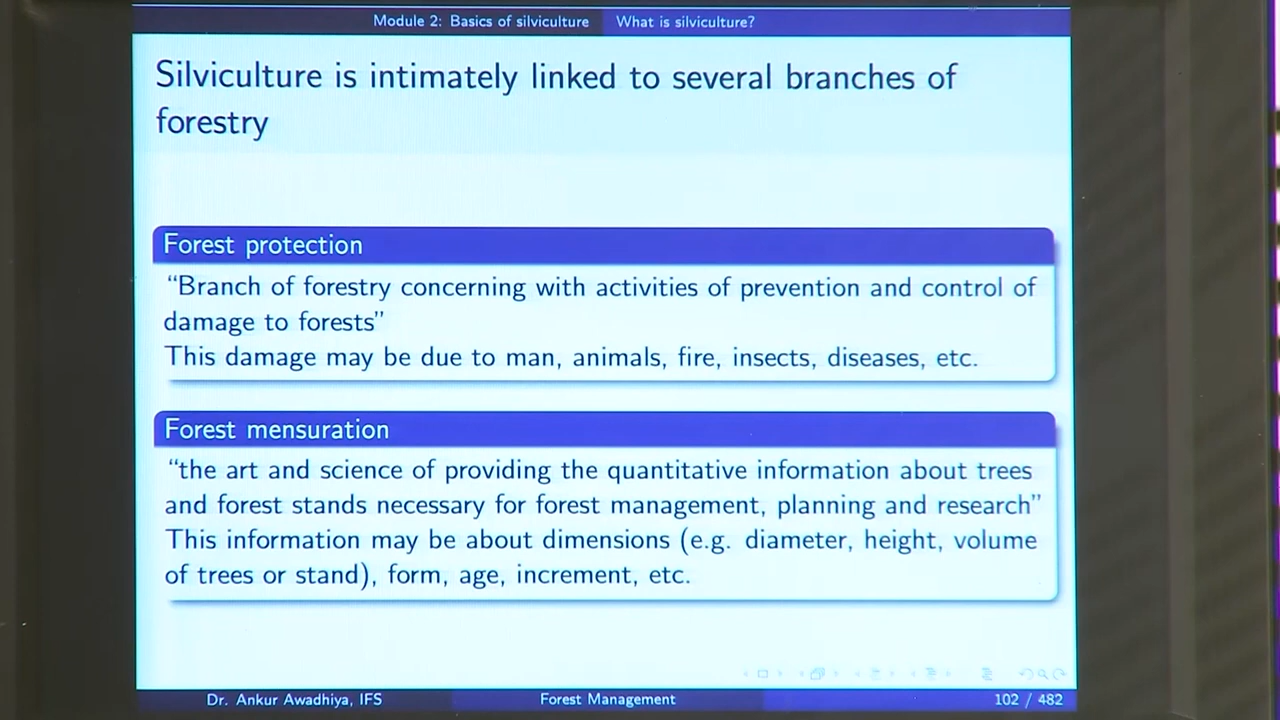 Module 2: Basics of silviculture What is silviculture?
Silviculture is intimately linked to several branches of
forestry
Forest protection
“Branch of forestry concerning with activities of prevention and control of
damage to forests”
This damage may be due to man, animals, fire, insects, diseases, etc.
Forest mensuration
“the art and science of providing the quantitative information about trees
and forest stands necessary for forest management, planning and research”
This information may be about dimensions (e.g. diameter, height, volume
of trees or stand), form, age, increment, etc.
Dr. Ankur Awadhiya, IFS Forest Management 102 / 482